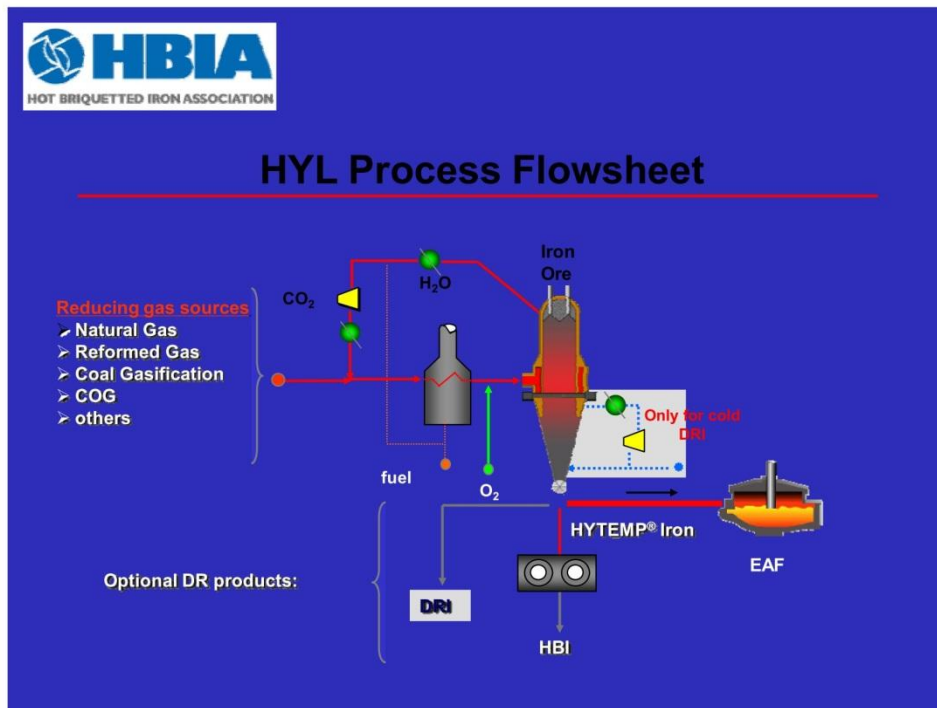 HBIA
HOT BRIQUETTED IRON ASSOCIATION
HYL Process Flowsheet
Iron
Ore
H₂O
CO₂
Reducing gas sources
➢ Natural Gas
➢ Reformed Gas
➢ Coal Gasification
➢ COG
➢ others
Only for cold
DRI
fuel
O₂
HYTEMP® Iron
EAF
Optional DR products:
DRI
HBI